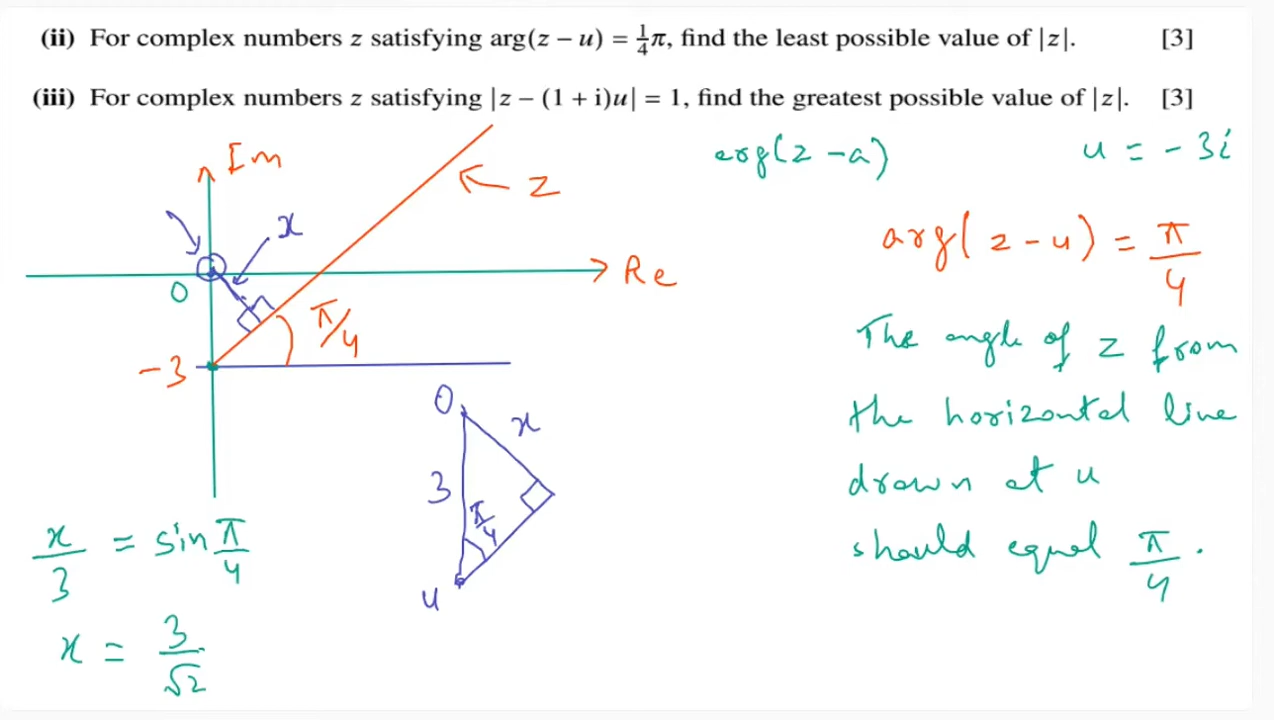 (ii) For complex numbers z satisfying arg(z − u) = ¼π, find the least possible value of |z|. [3]
(iii) For complex numbers z satisfying |z − (1 + i)u| = 1, find the greatest possible value of |z|. [3]
Im
arg(z - a)
u = - 3i
z
x
arg(z - u) = π/4
Re
0
π/4
The angle of z from
-3
the horizontal line
0
x
drawn at u
3
π/4
x/3 = sin π/4
should equal π/4.
u
x = 3/√2